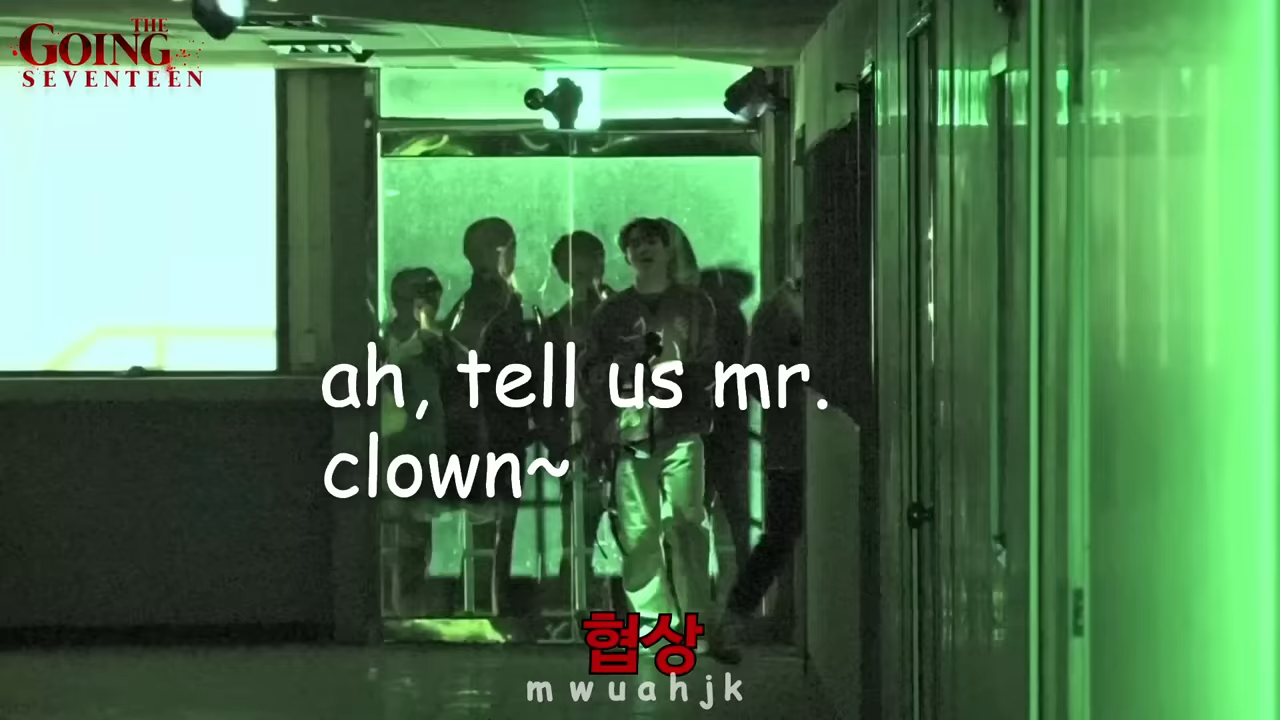 THE
GOING
SEVENTEEN
ah, tell us mr.
clown~
협상
mwuahjk